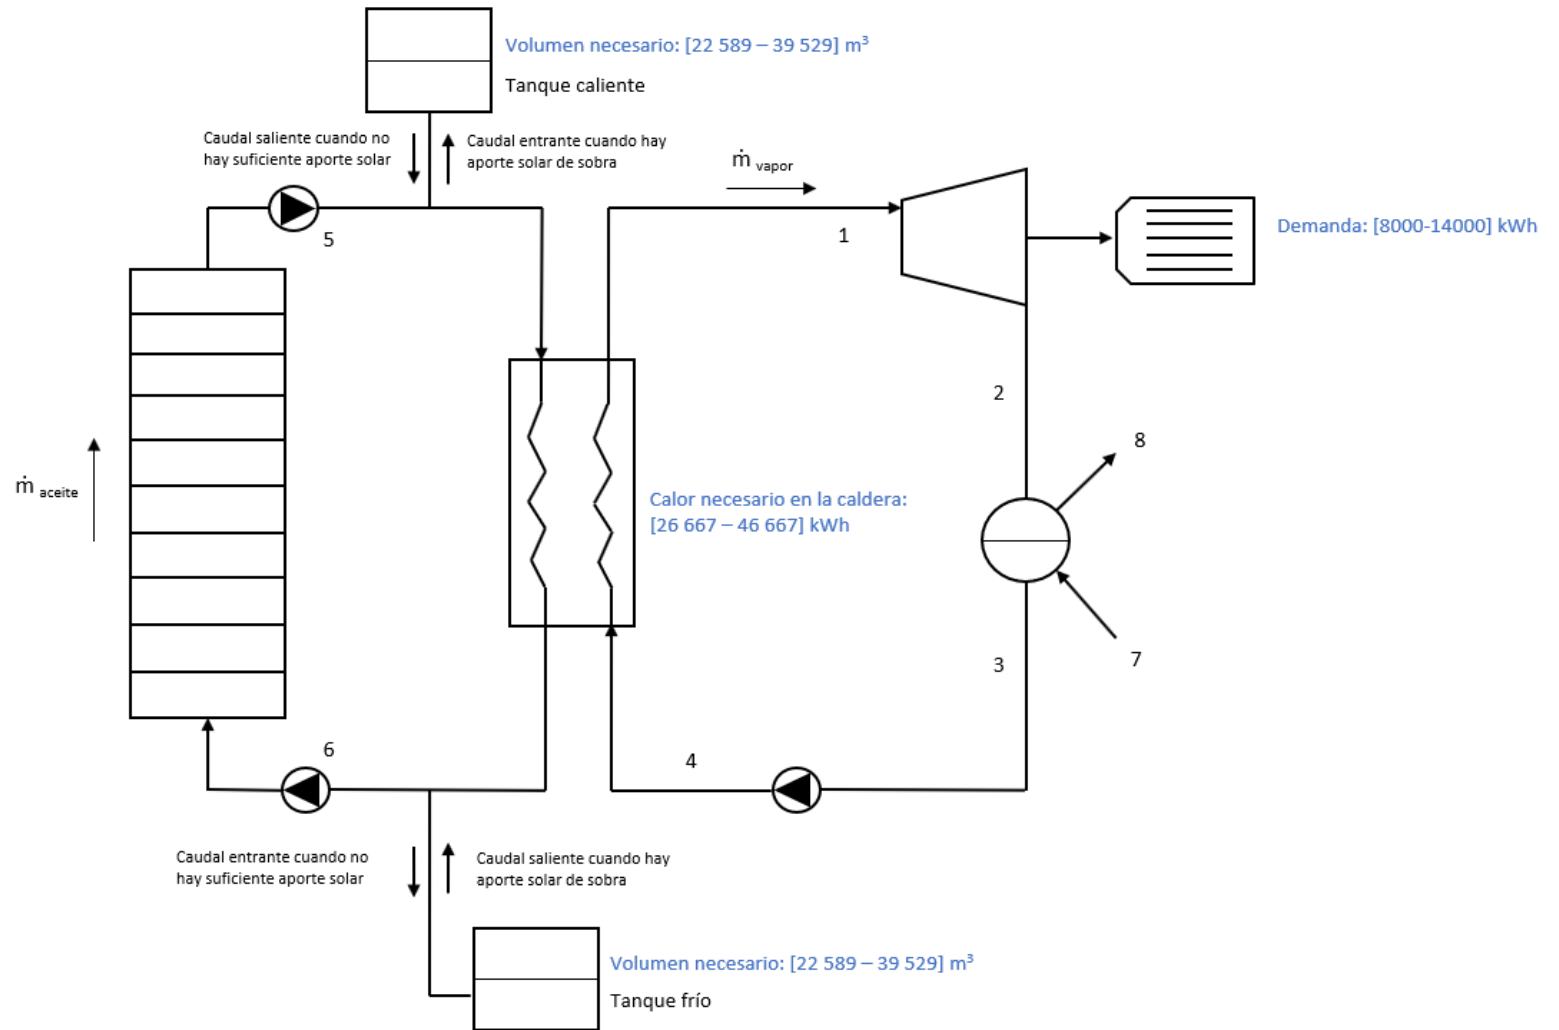 Volumen necesario: [22 589 – 39 529] m³
Tanque caliente
Caudal saliente cuando no
hay suficiente aporte solar
Caudal entrante cuando hay
aporte solar de sobra
ṁ vapor
5
1
Demanda: [8000-14000] kWh
2
8
ṁ aceite
Calor necesario en la caldera:
[26 667 – 46 667] kWh
3
7
6
4
Caudal entrante cuando no
hay suficiente aporte solar
Caudal saliente cuando hay
aporte solar de sobra
Volumen necesario: [22 589 – 39 529] m³
Tanque frío